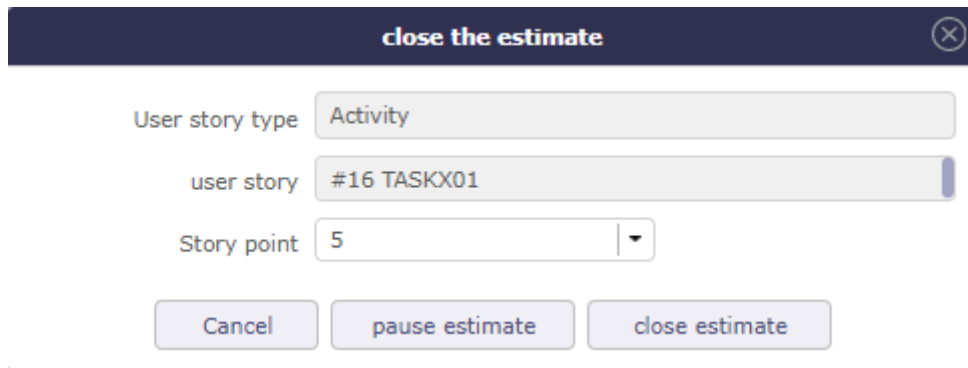 close the estimate
User story type Activity
user story #16 TASKX01
Story point 5
Cancel pause estimate close estimate